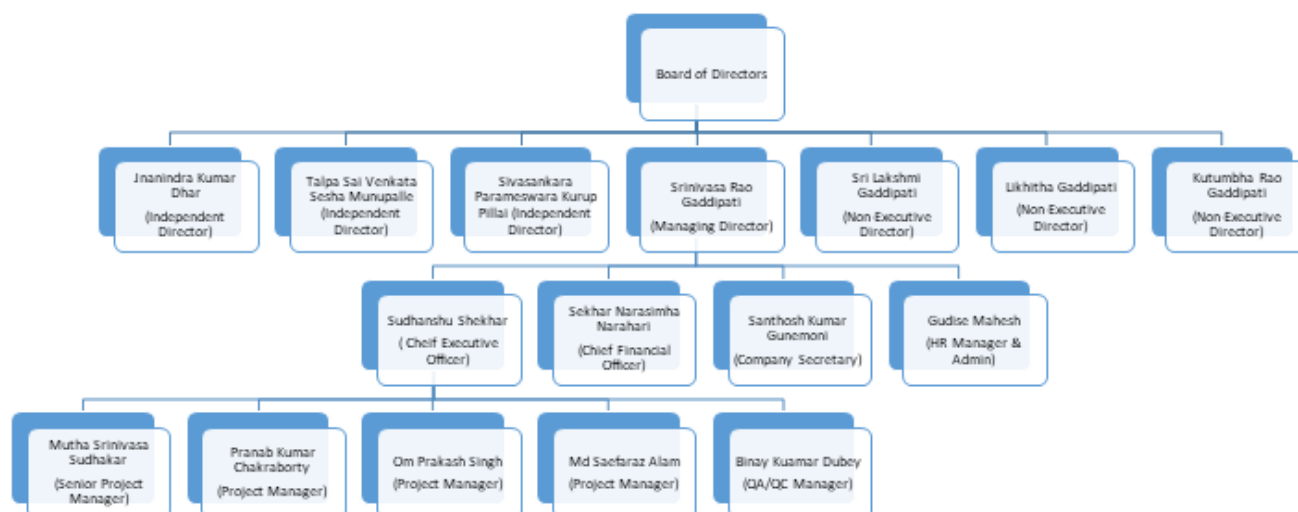 Board of Directors
Jnanindra Kumar
Dhar
(Independent
Director)
Talpa Sai Venkata
Sesha Munupalle
(Independent
Director)
Sivasankara
Parameswara Kurup
Pillai (Independent
Director)
Srinivasa Rao
Gaddipati
(Managing Director)
Sri Lakshmi
Gaddipati
(Non-Executive
Director)
Likhitha Gaddipati
(Non-Executive
Director)
Kutumbha Rao
Gaddipati
(Non-Executive
Director)
Sudhanshu Shekhar
( Cheif Executive
Officer)
Sekhar Narasimha
Narahari
(Chief Financial
Officer)
Santhosh Kumar
Gunemoni
(Company Secretary)
Gudise Mahesh
(HR Manager &
Admin)
Mutha Srinivasa
Sudhakar
(Senior Project
Manager)
Pranab Kumar
Chakraborty
(Project Manager)
Om Prakash Singh
(Project Manager)
Md Saefaraz Alam
(Project Manager)
Binay Kuamar Dubey
(QA/QC Manager)